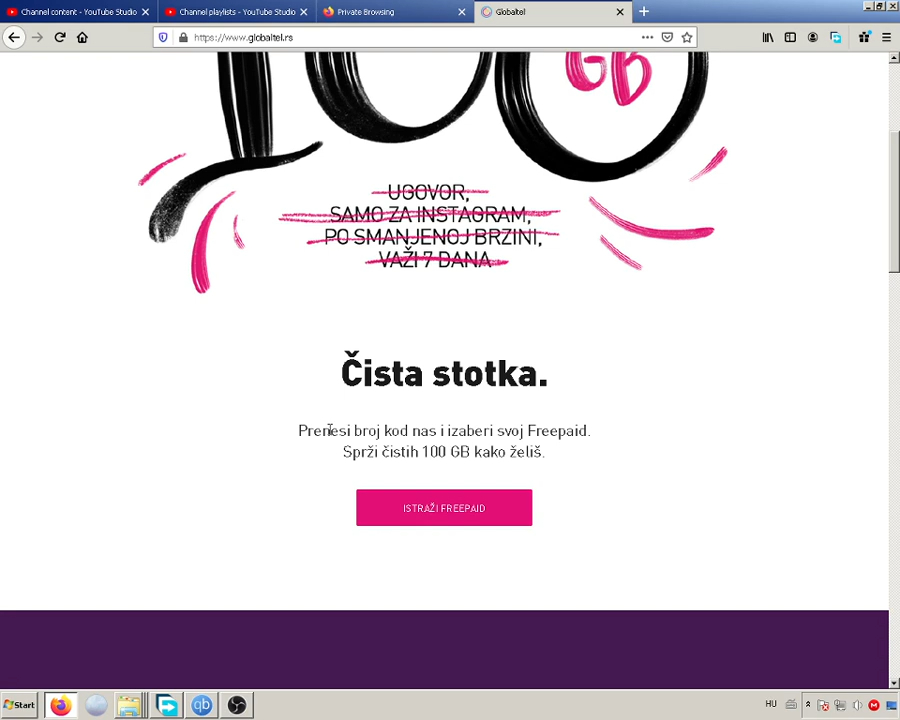 Channel content - YouTube Studio
Channel playlists - YouTube Studio
Private Browsing
Globaltel
https://www.globaltel.rs
100
GB
UGOVOR,
SAMO ZA INSTAGRAM,
PO SMANJENOJ BRZINI,
VAŽI 7 DANA
Čista stotka.
Prenesi broj kod nas i izaberi svoj Freepaid.
Sprži čistih 100 GB kako želiš.
ISTRAŽI FREEPAID
Start
qb
HU